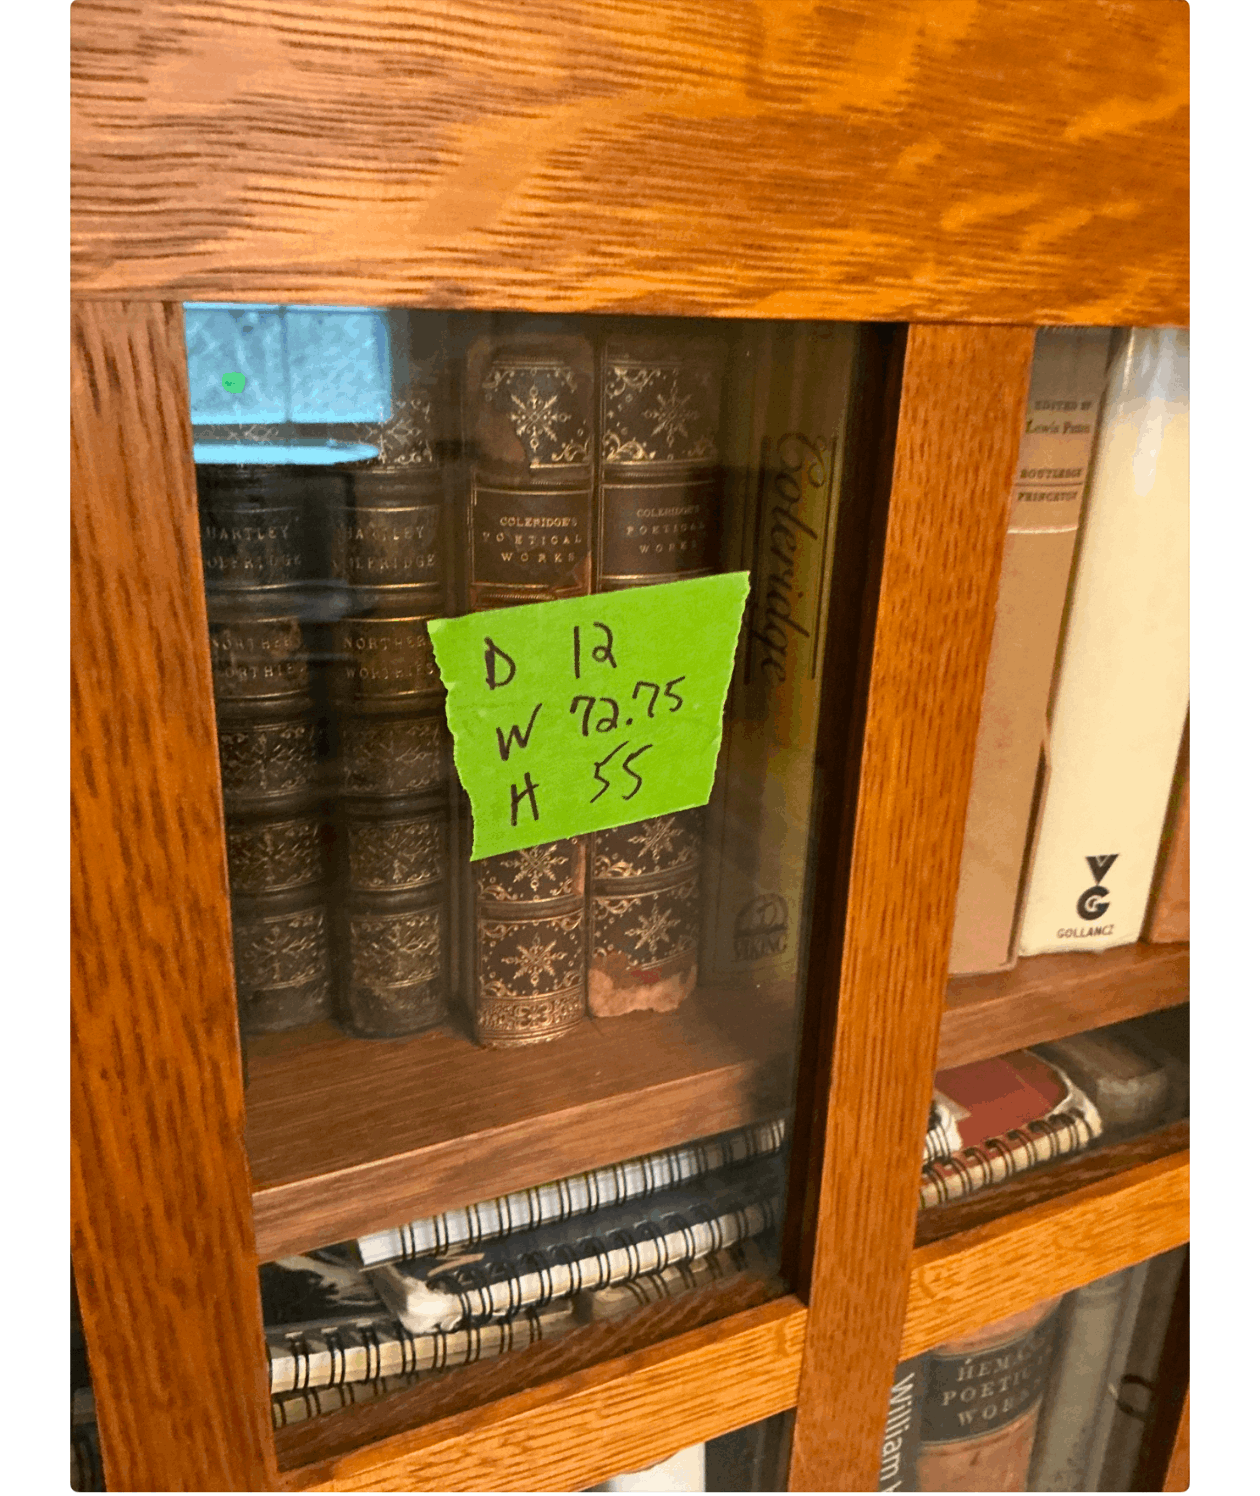 HARTLEY
COLERIDGE
NORTHERN
WORTHIES
HARTLEY
COLERIDGE
NORTHERN
WORTHIES
COLERIDGE'S
POETICAL
WORKS
COLERIDGE'S
POETICAL
WORKS
Coleridge
VIKING
D 12
W 72.75
H 55
EDITED BY
Lewis Patton
ROUTLEDGE
PRINCETON
VG
GOLLANCZ
William
HEMANS
POETICAL
WORKS